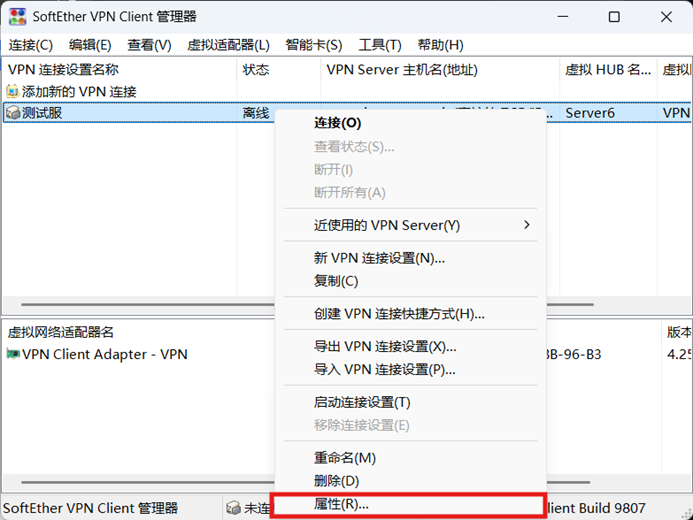 SoftEther VPN Client 管理器
连接(C) 编辑(E) 查看(V) 虚拟适配器(L) 智能卡(S) 工具(T) 帮助(H)
VPN 连接设置名称 状态 VPN Server 主机名(地址) 虚拟 HUB 名... 虚拟
添加新的 VPN 连接
测试服 离线 Server6 VPN
连接(O)
查看状态(S)...
断开(I)
断开所有(A)
近使用的 VPN Server(Y)
新 VPN 连接设置(N)...
复制(C)
创建 VPN 连接快捷方式(H)...
虚拟网络适配器名 版本
导出 VPN 连接设置(X)...
VPN Client Adapter - VPN 3B-96-B3 4.25
导入 VPN 连接设置(P)...
启动连接设置(T)
移除连接设置(E)
重命名(M)
删除(D)
属性(R)...
SoftEther VPN Client 管理器 未连 lient Build 9807